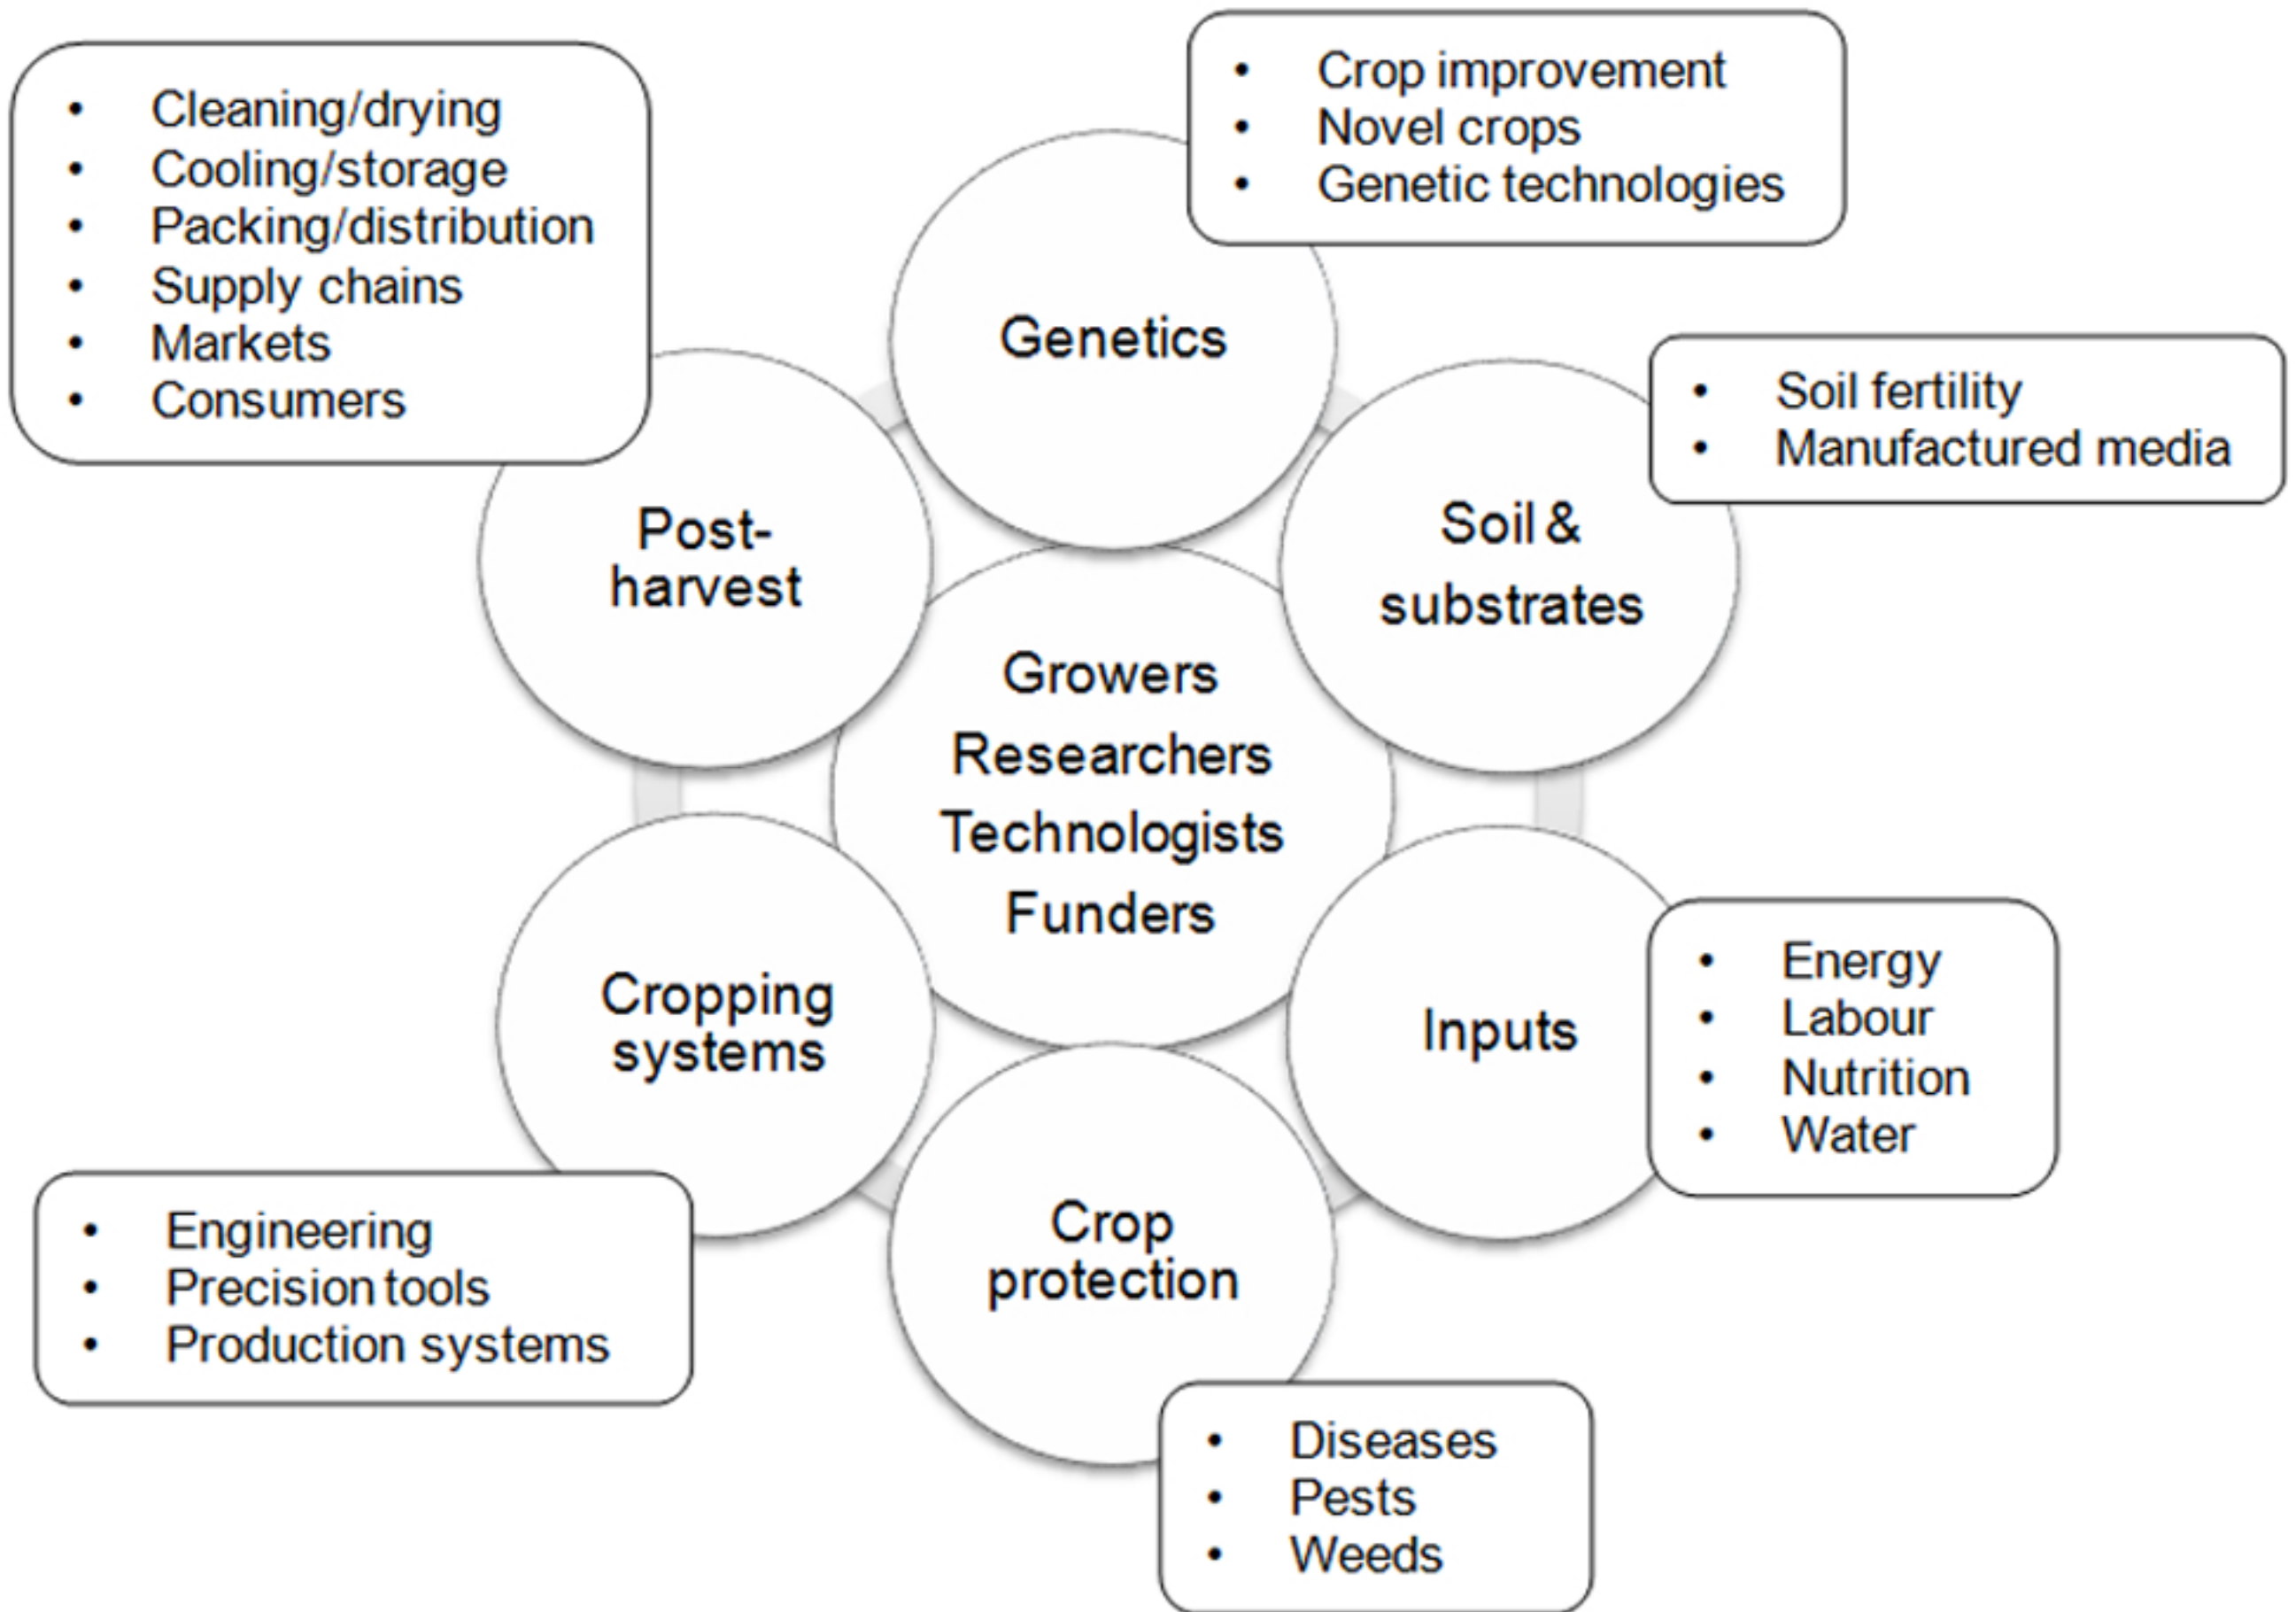 • Cleaning/drying
• Cooling/storage
• Packing/distribution
• Supply chains
• Markets
• Consumers
• Crop improvement
• Novel crops
• Genetic technologies
Genetics
• Soil fertility
• Manufactured media
Post-
harvest
Soil &
substrates
Growers
Researchers
Technologists
Funders
Cropping
systems
Inputs
• Energy
• Labour
• Nutrition
• Water
• Engineering
• Precision tools
• Production systems
Crop
protection
• Diseases
• Pests
• Weeds